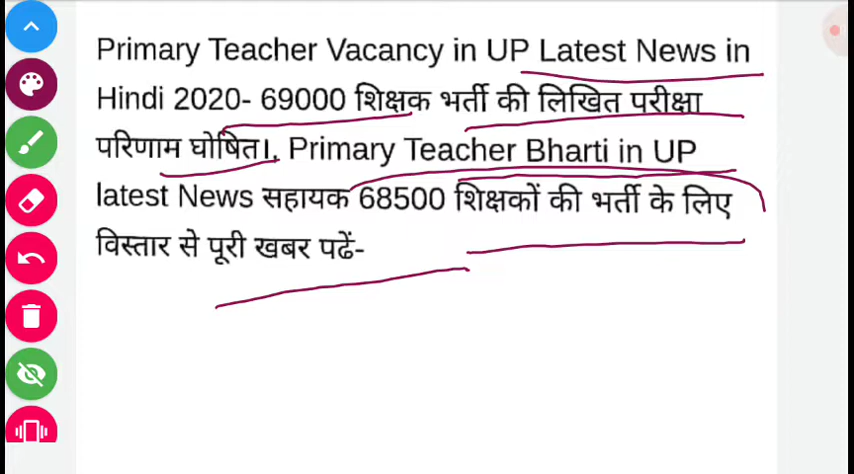 Primary Teacher Vacancy in UP Latest News in
Hindi 2020- 69000 शिक्षक भर्ती की लिखित परीक्षा
परिणाम घोषित।, Primary Teacher Bharti in UP
latest News सहायक 68500 शिक्षकों की भर्ती के लिए
विस्तार से पूरी खबर पढें-